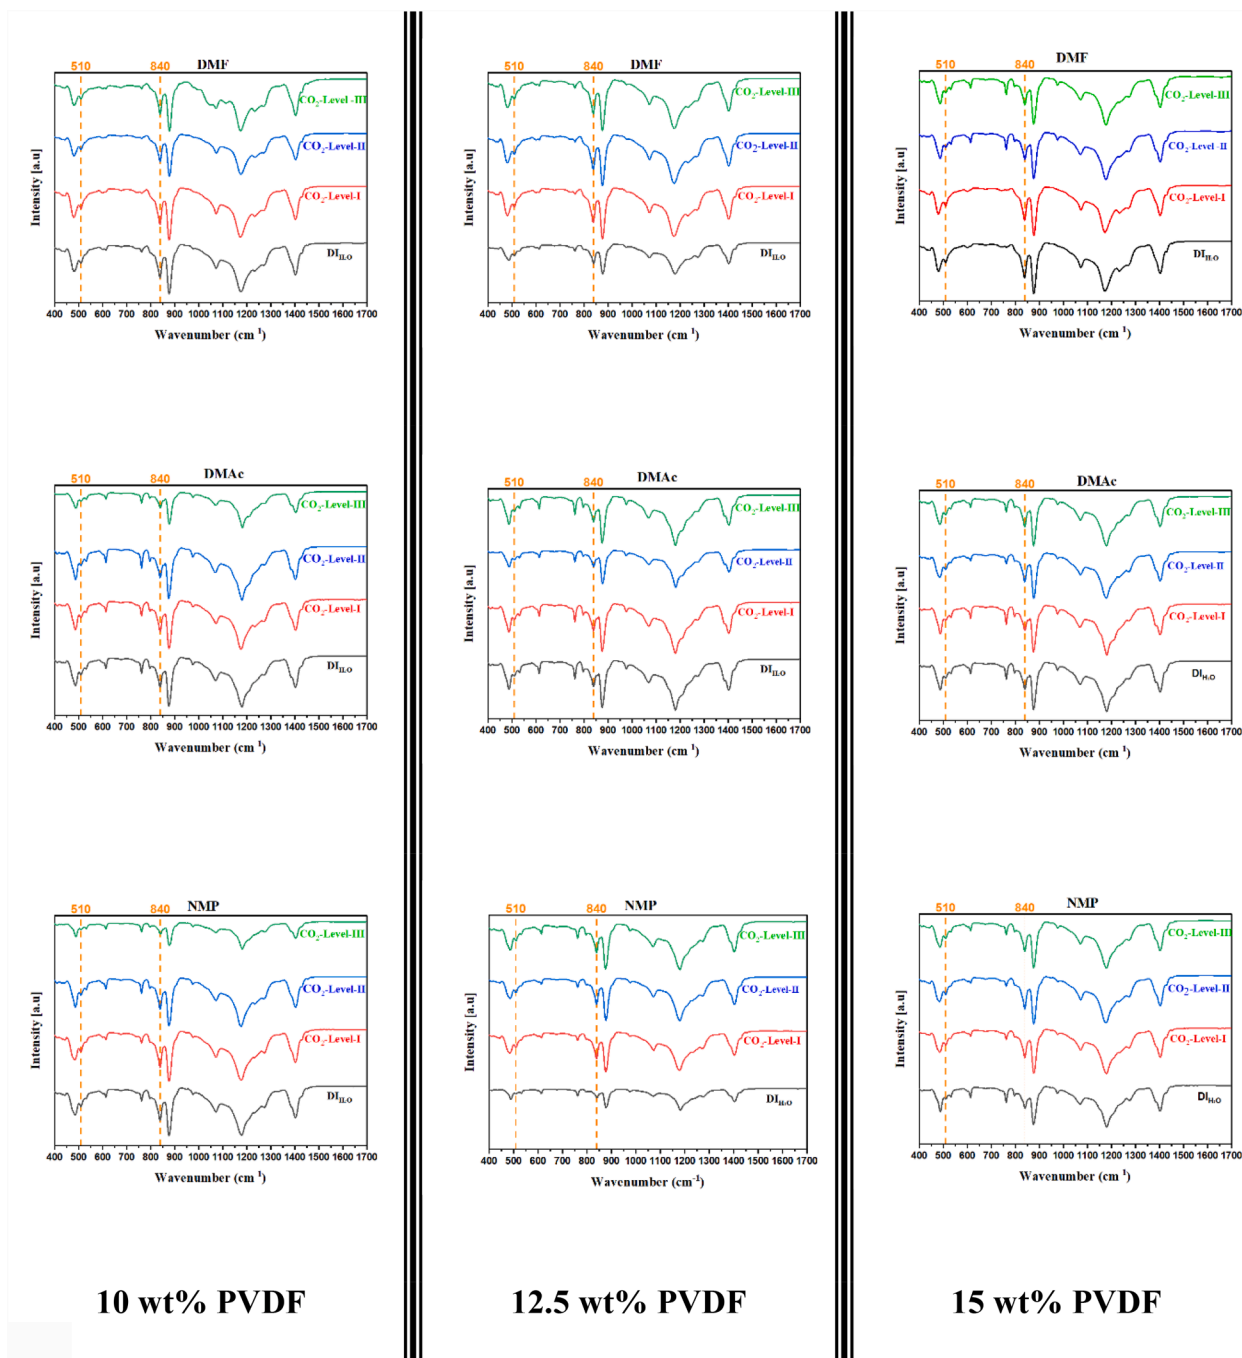 DMF
510 840
CO₂-Level -III
CO₂-Level-II
CO₂-Level-I
DI
Intensity [a.u]
400 500 600 700 800 900 1000 1100 1200 1300 1400 1500 1600 1700
Wavenumber (cm⁻¹)
DMF
510 840
CO₂-Level-III
CO₂-Level-II
CO₂-Level-I
DI
Intensity [a.u]
400 500 600 700 800 900 1000 1100 1200 1300 1400 1500 1600 1700
Wavenumber (cm⁻¹)
DMF
510 840
CO₂-Level-III
CO₂-Level -II
CO₂-Level-I
DI
Intensity [a.u]
400 500 600 700 800 900 1000 1100 1200 1300 1400 1500 1600 1700
Wavenumber (cm⁻¹)
DMAc
510 840
CO₂-Level-III
CO₂-Level-II
CO₂-Level-I
DI
Intensity [a.u]
400 500 600 700 800 900 1000 1100 1200 1300 1400 1500 1600 1700
Wavenumber (cm⁻¹)
DMAc
510 840
CO₂-Level-III
CO₂-Level-II
CO₂-Level-I
DI
Intensity [a.u]
400 500 600 700 800 900 1000 1100 1200 1300 1400 1500 1600 1700
Wavenumber (cm⁻¹)
DMAc
510 840
CO₂-Level-III
CO₂-Level-II
CO₂-Level-I
DI H₂O
Intensity [a.u]
400 500 600 700 800 900 1000 1100 1200 1300 1400 1500 1600 1700
Wavenumber (cm⁻¹)
NMP
510 840
CO₂-Level-III
CO₂-Level-II
CO₂-Level-I
DI
Intensity [a.u]
400 500 600 700 800 900 1000 1100 1200 1300 1400 1500 1600 1700
Wavenumber (cm⁻¹)
NMP
510 840
CO₂-Level-III
CO₂-Level-II
CO₂-Level-I
DI H₂O
Intensity [a.u]
400 500 600 700 800 900 1000 1100 1200 1300 1400 1500 1600 1700
Wavenumber (cm⁻¹)
NMP
510 840
CO₂-Level-III
CO₂-Level-II
CO₂-Level-I
DI H₂O
Intensity [a.u]
400 500 600 700 800 900 1000 1100 1200 1300 1400 1500 1600 1700
Wavenumber (cm⁻¹)
10 wt% PVDF
12.5 wt% PVDF
15 wt% PVDF